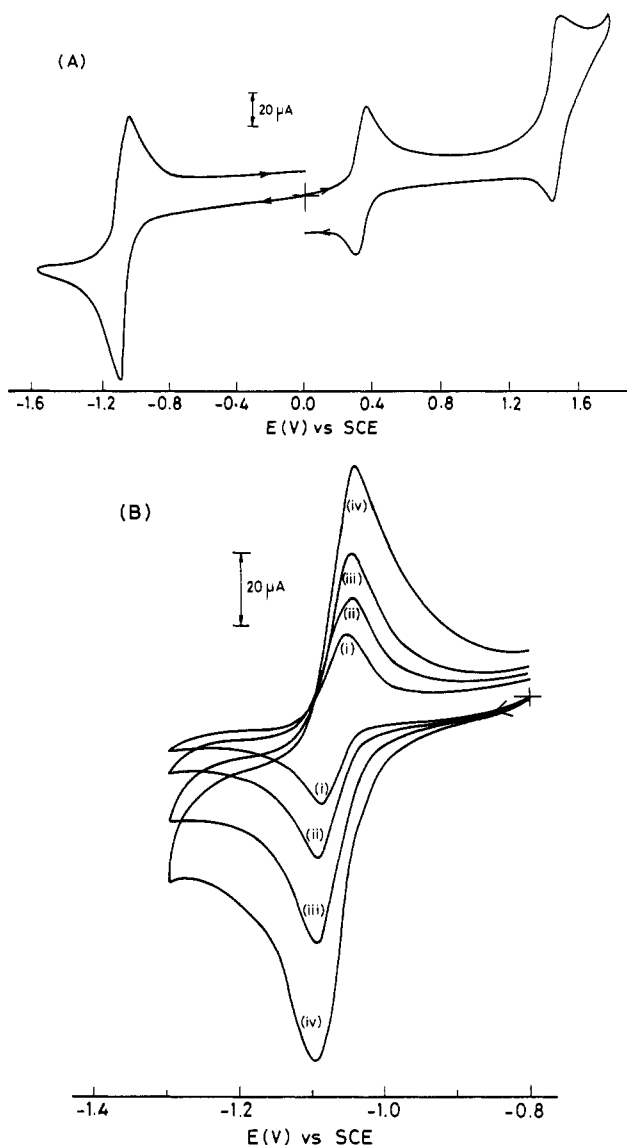 (A)
20 μA
-1.6 -1.2 -0.8 -0.4 0.0 0.4 0.8 1.2 1.6
E(V) vs SCE
(B)
(iv)
20 μA
(iii)
(ii)
(i)
(i)
(ii)
(iii)
(iv)
-1.4 -1.2 -1.0 -0.8
E(V) vs SCE